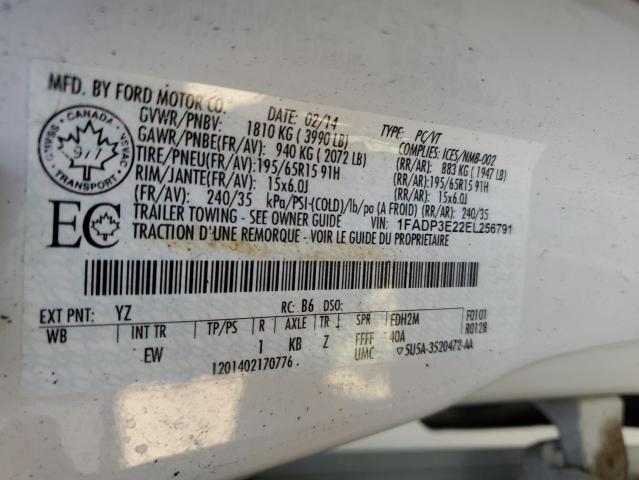 MFD. BY FORD MOTOR CO.
DATE: 02/14
TYPE: PC/VT
GVWR/PNBV: 1810 KG ( 3990 LB)
COMPLIES: ICES/NMB-002
GAWR/PNBE(FR/AV): 940 KG ( 2072 LB)
(RR/AR): 883 KG ( 1947 LB)
TIRE/PNEU(FR/AV): 195/65R15 91H
(RR/AR): 195/65R15 91H
RIM/JANTE(FR/AV): 15x6.0J
(RR/AR): 15x6.0J
(FR/AV) 240/35 kPa/PSI-(COLD)/lb/po (A FROID) (RR/AR) 240/35
TRAILER TOWING - SEE OWNER GUIDE VIN: 1FADP3E22EL256791
TRACTION D'UNE REMORQUE - VOIR LE GUIDE DU PROPRIETAIRE
CANADA
977
TRANSPORT
EC
EXT PNT: YZ RC: B6 DSO:
WB INT TR TP/PS R AXLE TR SPR EDH2M F0101
EW 1 KB Z FFFF 40A R0128
1201402170776 UMC 5U5A-3520472-AA